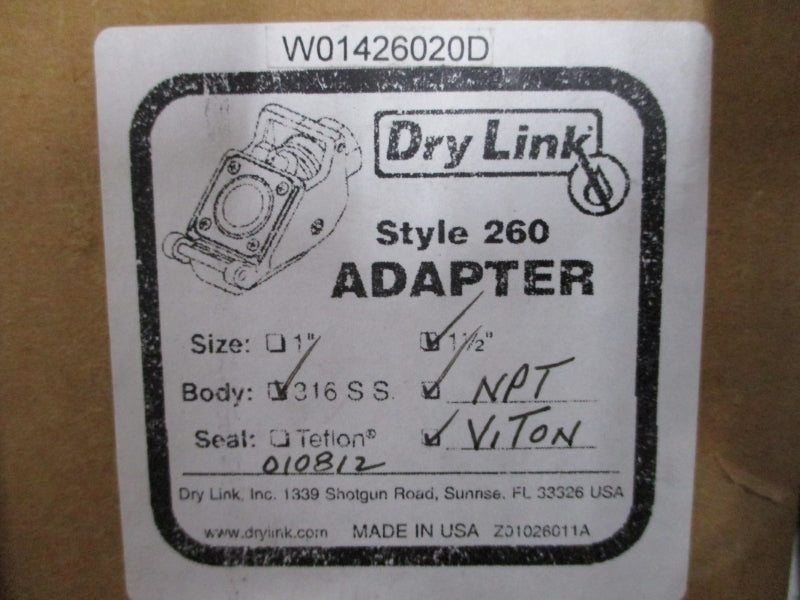 W01426020D
Dry Link
Style 260
ADAPTER
Size: 1" 1½"
Body: 316 S S. NPT
Seal: Teflon® VITON
010812
Dry Link, Inc. 1339 Shotgun Road, Sunrise, FL 33326 USA
www.drylink.com MADE IN USA Z01026011A